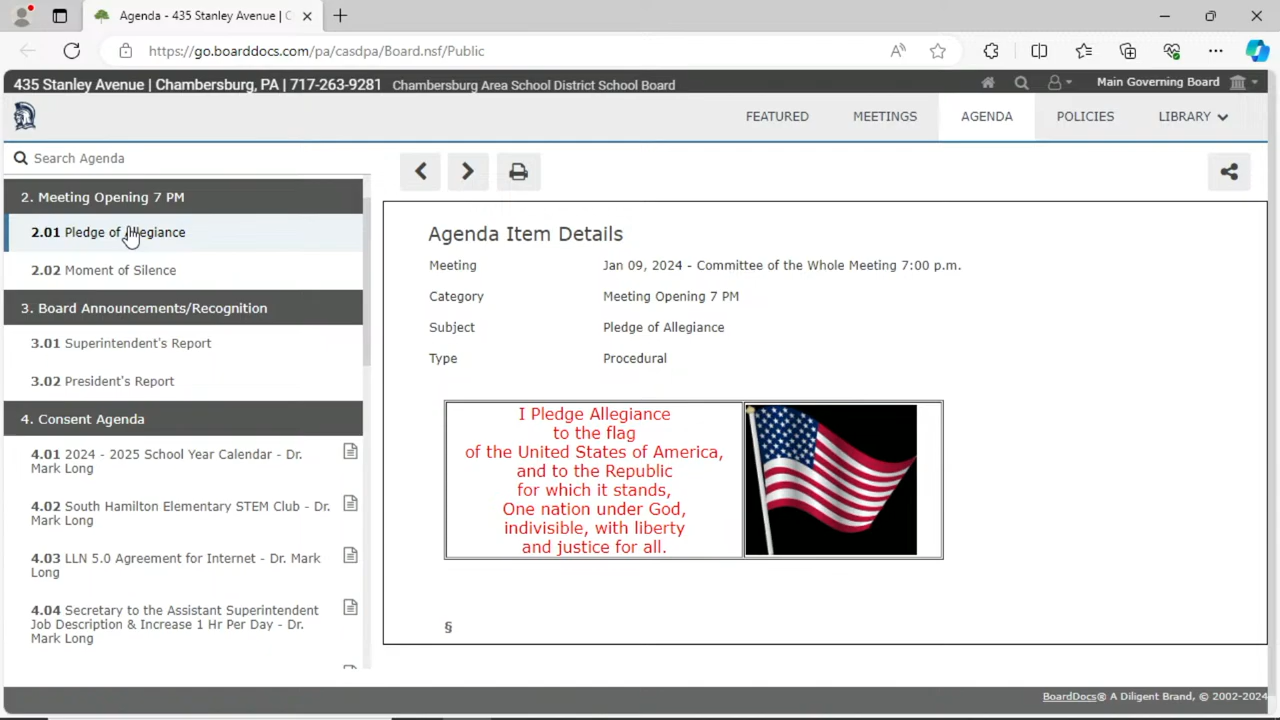 Agenda - 435 Stanley Avenue | C
https://go.boarddocs.com/pa/casdpa/Board.nsf/Public
435 Stanley Avenue | Chambersburg, PA | 717-263-9281 Chambersburg Area School District School Board
Main Governing Board
FEATURED MEETINGS AGENDA POLICIES LIBRARY
Search Agenda
2. Meeting Opening 7 PM
2.01 Pledge of Allegiance
2.02 Moment of Silence
3. Board Announcements/Recognition
3.01 Superintendent's Report
3.02 President's Report
4. Consent Agenda
4.01 2024 - 2025 School Year Calendar - Dr.
Mark Long
4.02 South Hamilton Elementary STEM Club - Dr.
Mark Long
4.03 LLN 5.0 Agreement for Internet - Dr. Mark
Long
4.04 Secretary to the Assistant Superintendent
Job Description & Increase 1 Hr Per Day - Dr.
Mark Long
Agenda Item Details
Meeting Jan 09, 2024 - Committee of the Whole Meeting 7:00 p.m.
Category Meeting Opening 7 PM
Subject Pledge of Allegiance
Type Procedural
I Pledge Allegiance
to the flag
of the United States of America,
and to the Republic
for which it stands,
One nation under God,
indivisible, with liberty
and justice for all.
§
BoardDocs® A Diligent Brand, © 2002-2024